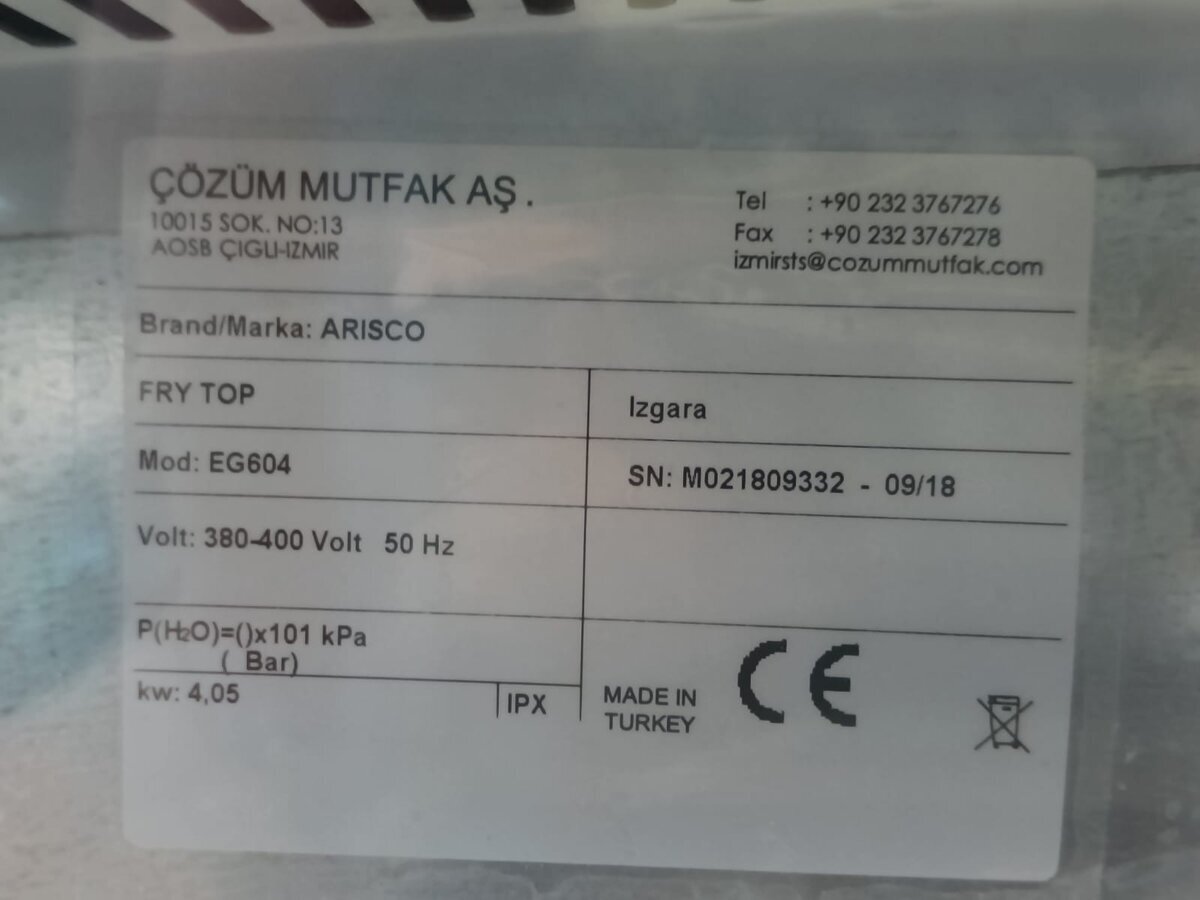 ÇÖZÜM MUTFAK AŞ .
10015 SOK. NO:13
AOSB ÇIGLI-IZMIR
Tel : +90 232 3767276
Fax : +90 232 3767278
izmirsts@cozummutfak.com
Brand/Marka: ARISCO
FRY TOP
Izgara
Mod: EG604
SN: M021809332 - 09/18
Volt: 380-400 Volt 50 Hz
P(H₂O)=()x101 kPa
( Bar)
kw: 4,05
IPX
MADE IN
TURKEY
CE